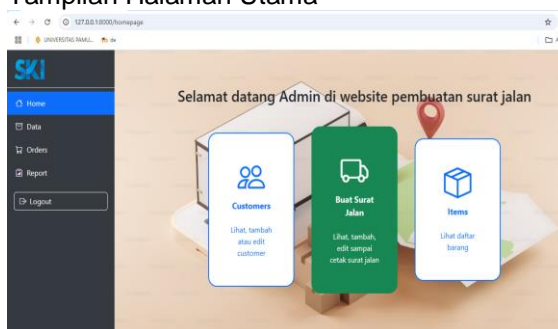 Tampilan Halaman Utama
127.0.0.1:8000/homepage
UNIVERSITAS PAMUL..
de
SKI
Home
Data
Orders
Report
Logout
Selamat datang Admin di website pembuatan surat jalan
Customers
Lihat, tambah
atau edit
customer
Buat Surat
Jalan
Lihat, tambah,
edit sampai
cetak surat jalan
Items
Lihat daftar
barang